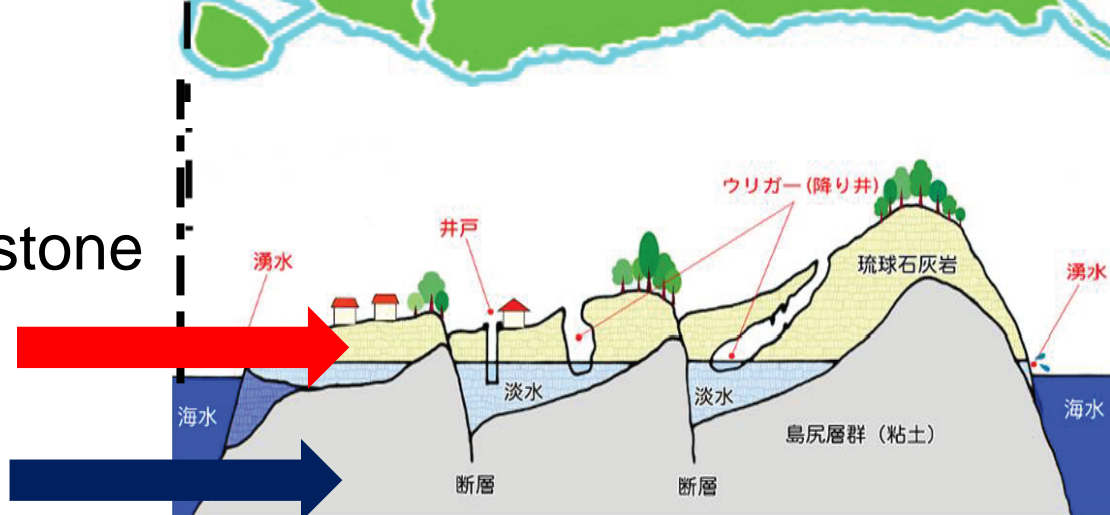 ウリガー(降り井)
井戸
stone
湧水
琉球石灰岩
湧水
淡水
淡水
海水
海水
島尻層群（粘土）
断層
断層